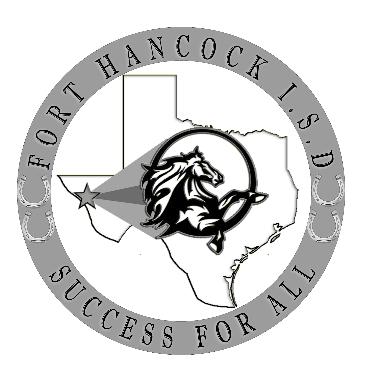 FORT HANCOCK I.S.D
SUCCESS FOR ALL